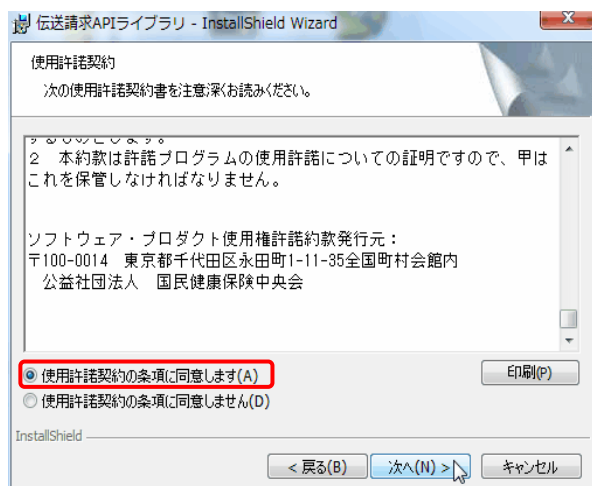 伝送請求APIライブラリ - InstallShield Wizard
使用許諾契約
次の使用許諾契約書を注意深くお読みください。
2 本約款は許諾プログラムの使用許諾についての証明ですので、甲は
これを保管しなければなりません。
ソフトウェア・プロダクト使用権許諾約款発行元：
〒100-0014 東京都千代田区永田町1-11-35全国町村会館内
公益社団法人 国民健康保険中央会
使用許諾契約の条項に同意します(A)
印刷(P)
使用許諾契約の条項に同意しません(D)
InstallShield
< 戻る(B)
次へ(N) >
キャンセル